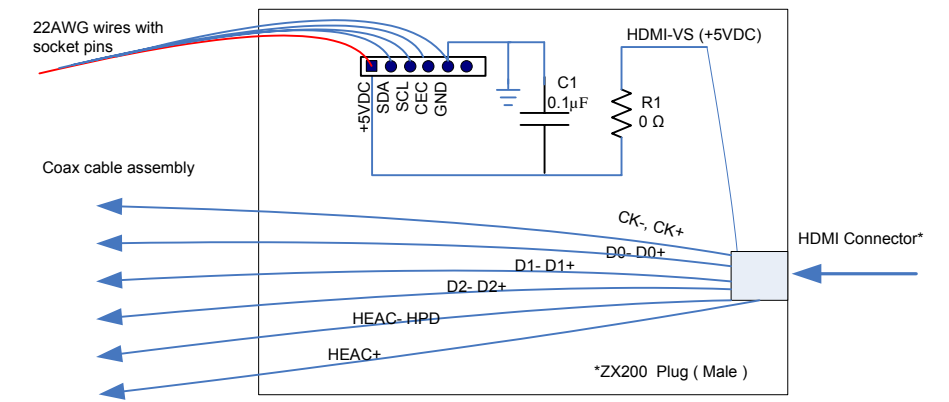 22AWG wires with
socket pins
HDMI-VS (+5VDC)
+5VDC
SDA
SCL
CEC
GND
C1
0.1μF
R1
0 Ω
Coax cable assembly
CK-, CK+
D0- D0+
D1- D1+
D2- D2+
HEAC- HPD
HEAC+
HDMI Connector*
*ZX200 Plug ( Male )